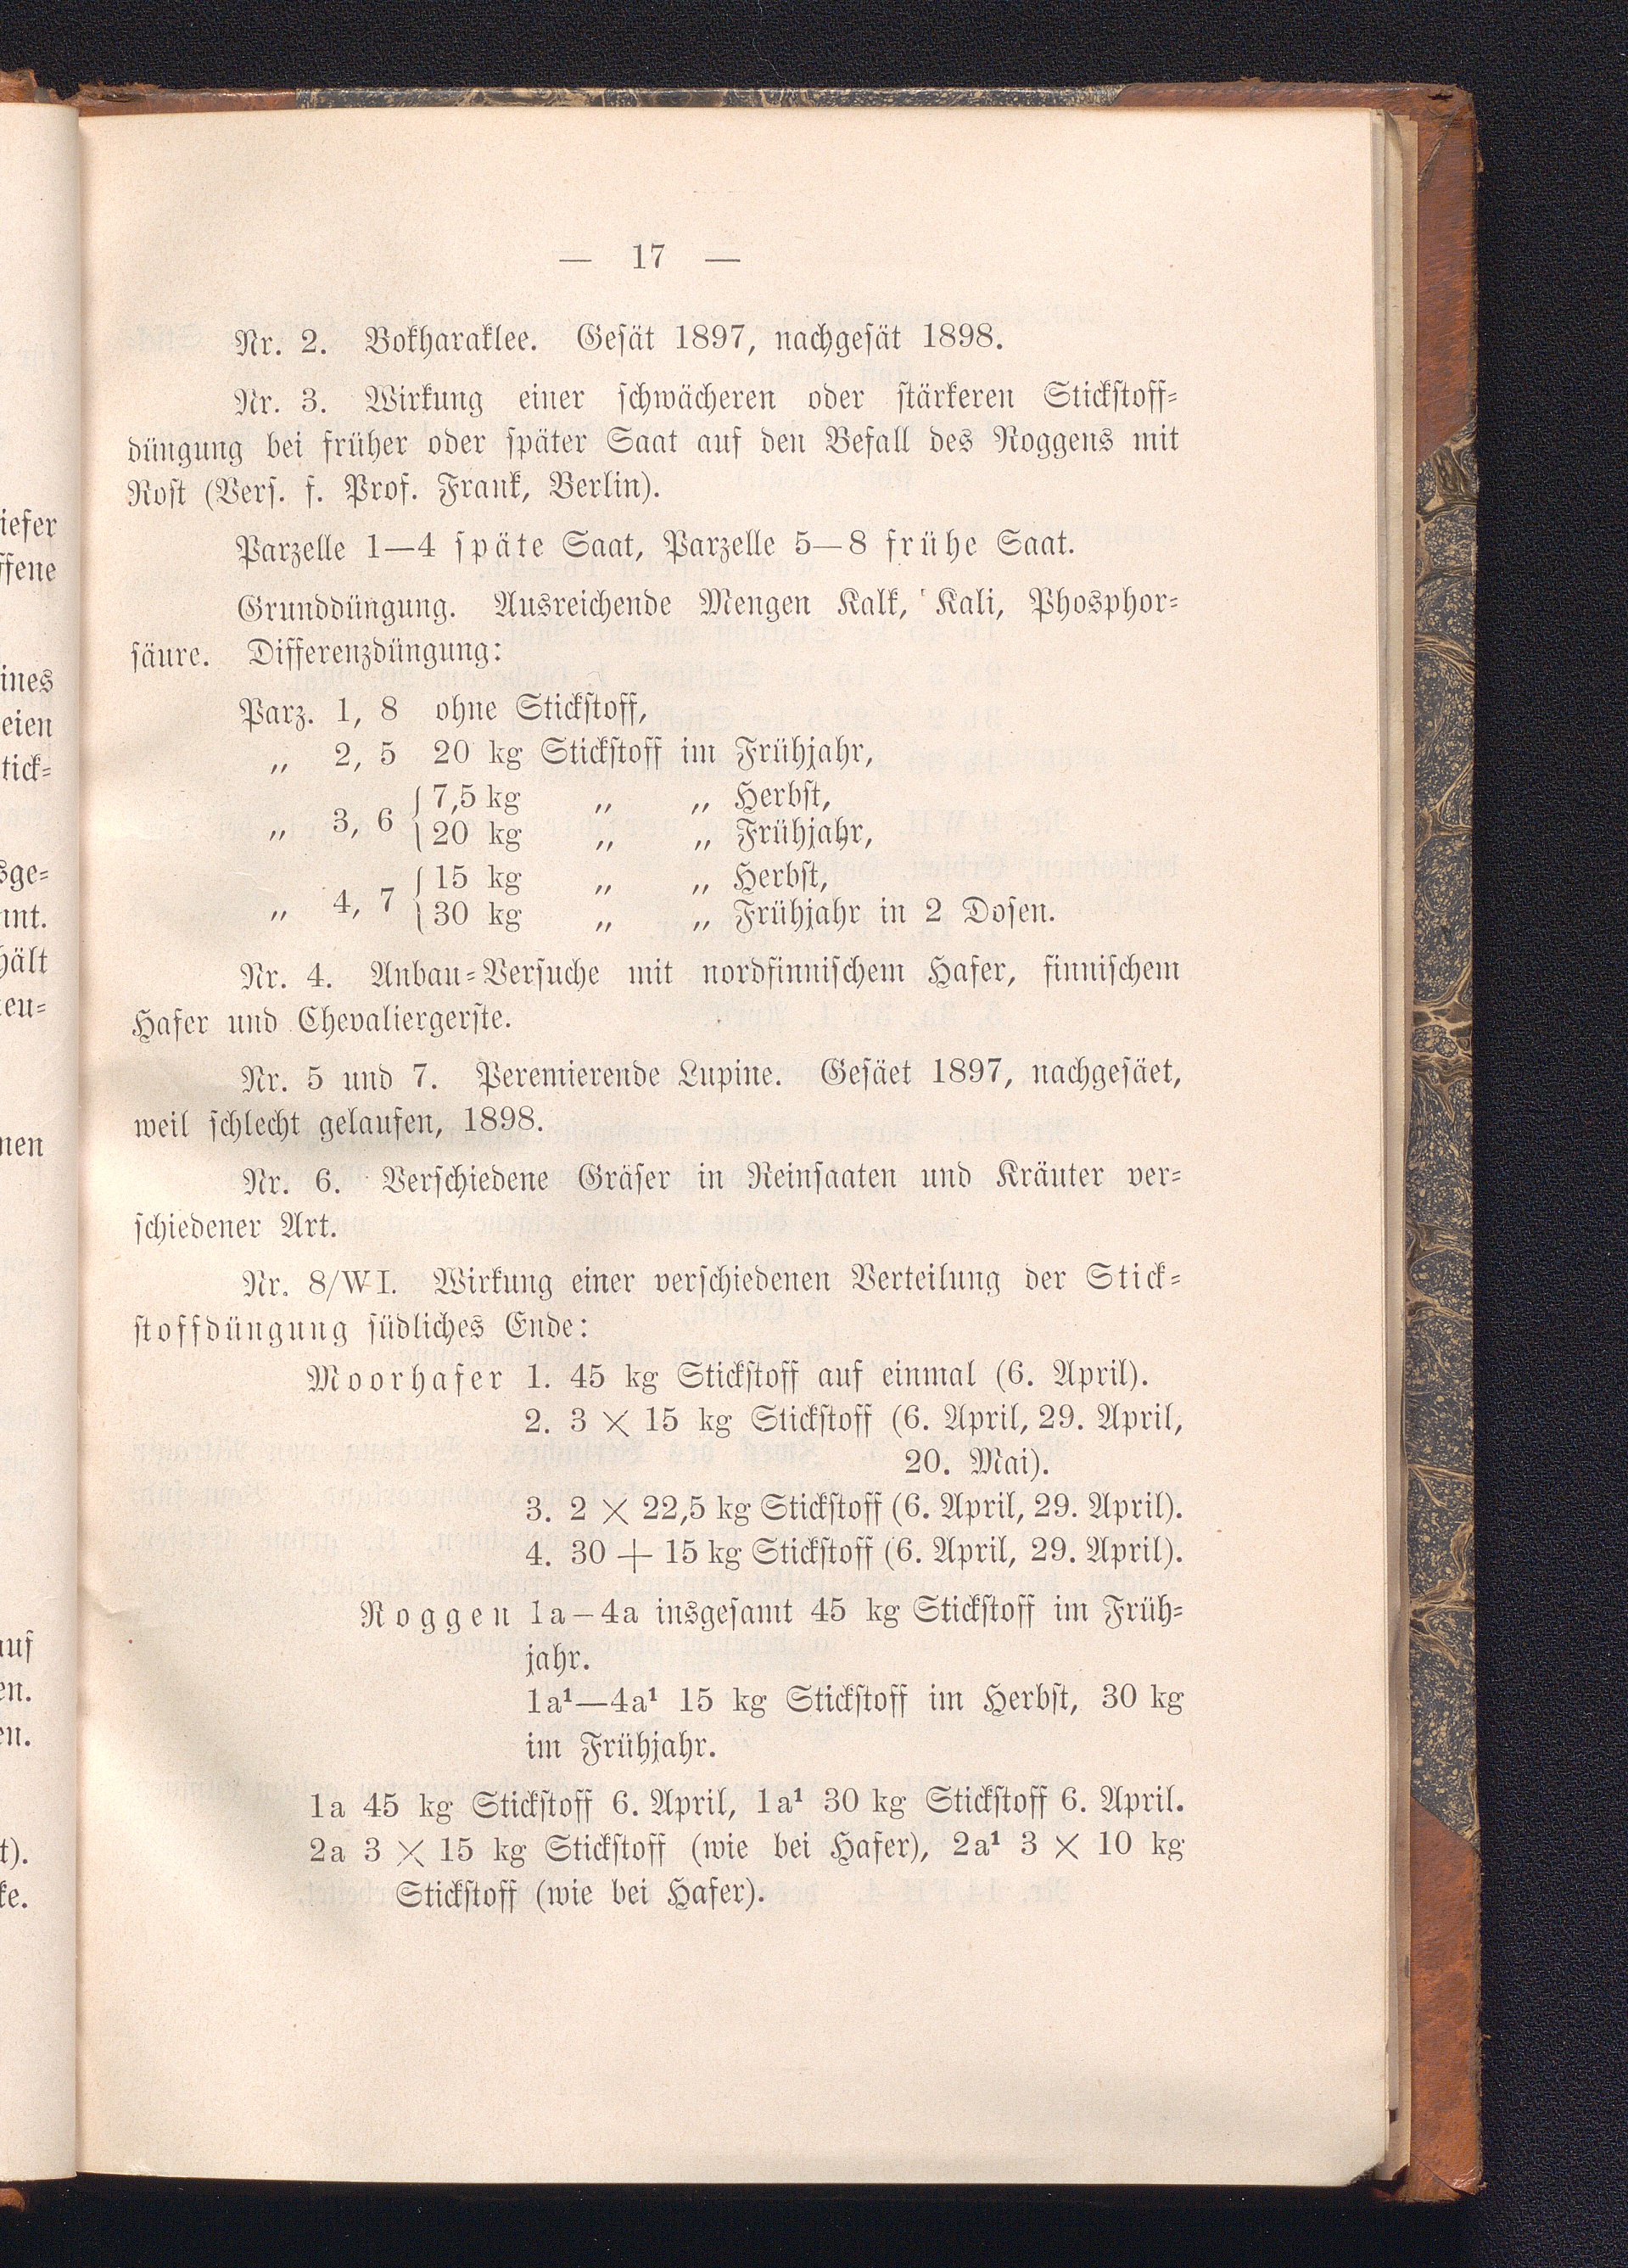 — 17 —
Nr. 2. Bokharaklee. Gesät 1897, nachgesät 1898.
Nr. 3. Wirkung einer schwächeren oder stärkeren Stickstoff-
düngung bei früher oder später Saat auf den Befall des Roggens mit
Rost (Vers. f. Prof. Frank, Berlin).
Parzelle 1—4 späte Saat, Parzelle 5—8 frühe Saat.
Grunddüngung. Ausreichende Mengen Kalk, Kali, Phosphor-
säure. Differenzdüngung:
Parz. 1, 8 ohne Stickstoff,
„ 2, 5 20 kg Stickstoff im Frühjahr,
„ 3, 6 { 7,5 kg „ „ Herbst,
20 kg „ „ Frühjahr,
„ 4, 7 { 15 kg „ „ Herbst,
30 kg „ „ Frühjahr in 2 Dosen.
Nr. 4. Anbau-Versuche mit nordfinnischem Hafer, finnischem
Hafer und Chevaliergerste.
Nr. 5 und 7. Peremierende Lupine. Gesäet 1897, nachgesäet,
weil schlecht gelaufen, 1898.
Nr. 6. Verschiedene Gräser in Reinsaaten und Kräuter ver-
schiedener Art.
Nr. 8/WI. Wirkung einer verschiedenen Verteilung der Stick-
stoffdüngung südliches Ende:
Moorhafer 1. 45 kg Stickstoff auf einmal (6. April).
2. 3 × 15 kg Stickstoff (6. April, 29. April,
20. Mai).
3. 2 × 22,5 kg Stickstoff (6. April, 29. April).
4. 30 + 15 kg Stickstoff (6. April, 29. April).
Roggen 1a–4a insgesamt 45 kg Stickstoff im Früh-
jahr.
1a¹—4a¹ 15 kg Stickstoff im Herbst, 30 kg
im Frühjahr.
1a 45 kg Stickstoff 6. April, 1a¹ 30 kg Stickstoff 6. April.
2a 3 × 15 kg Stickstoff (wie bei Hafer), 2a¹ 3 × 10 kg
Stickstoff (wie bei Hafer).